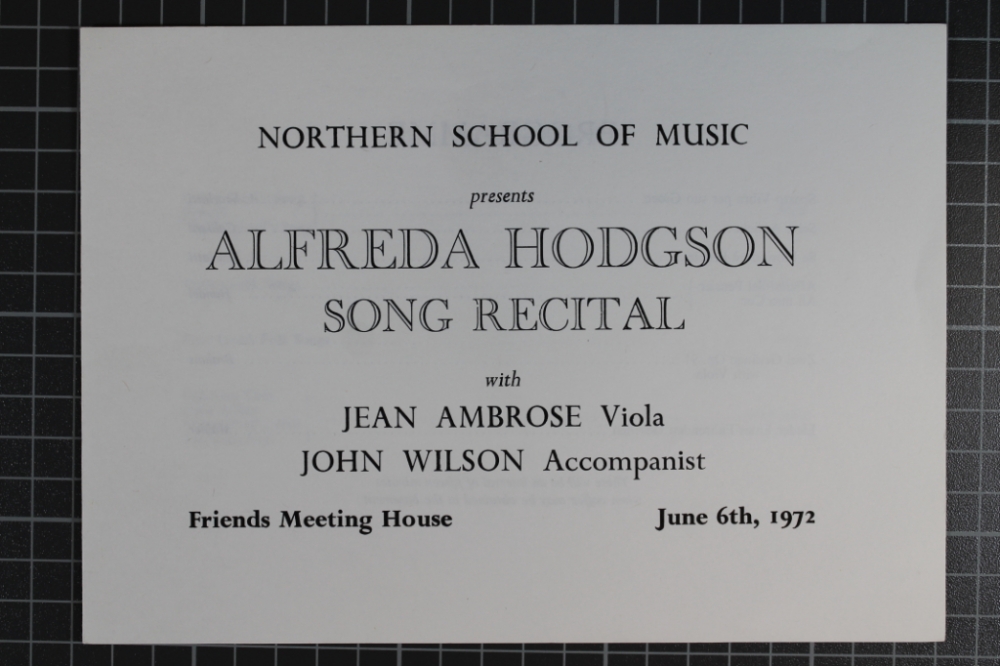 NORTHERN SCHOOL OF MUSIC
presents
ALFREDA HODGSON
SONG RECITAL
with
JEAN AMBROSE Viola
JOHN WILSON Accompanist
Friends Meeting House June 6th, 1972